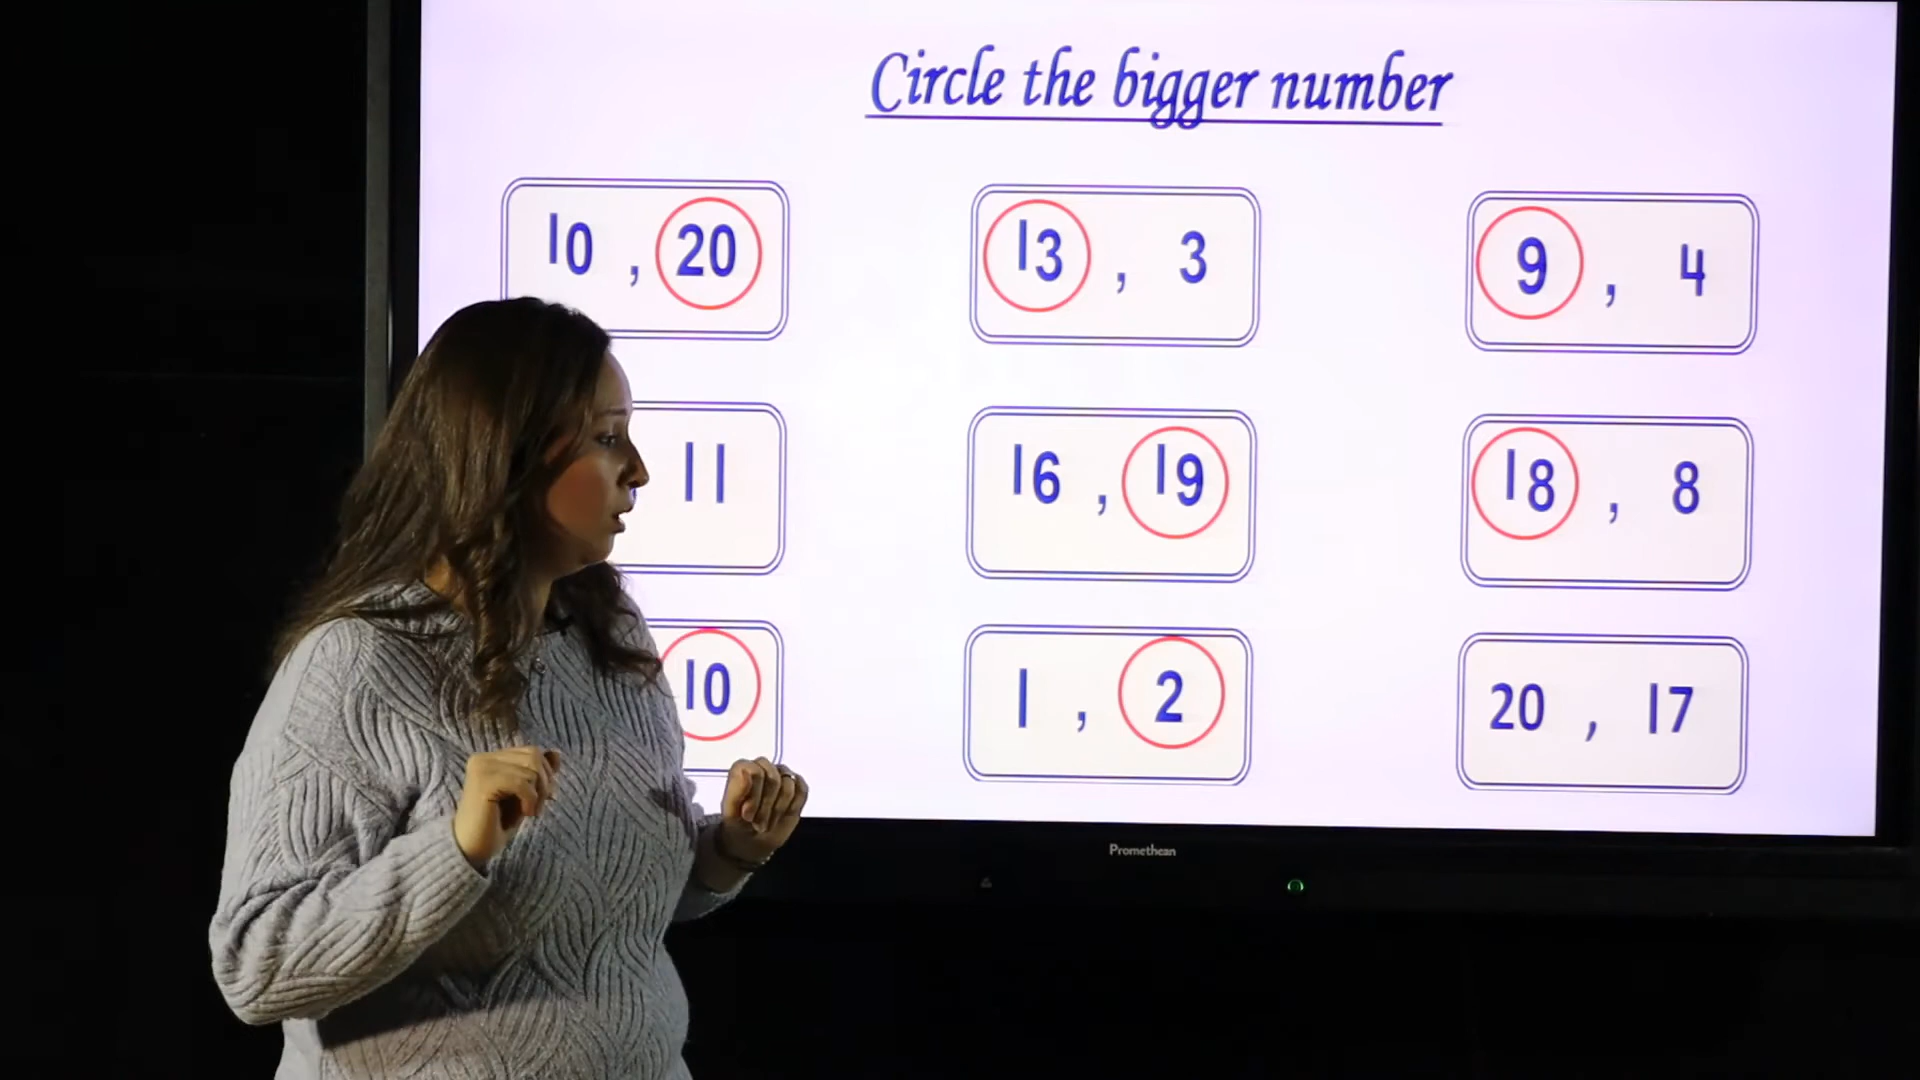 Circle the bigger number
10 , 20
13 , 3
9 , 4
11
16 , 19
18 , 8
10
1 , 2
20 , 17
Promethean